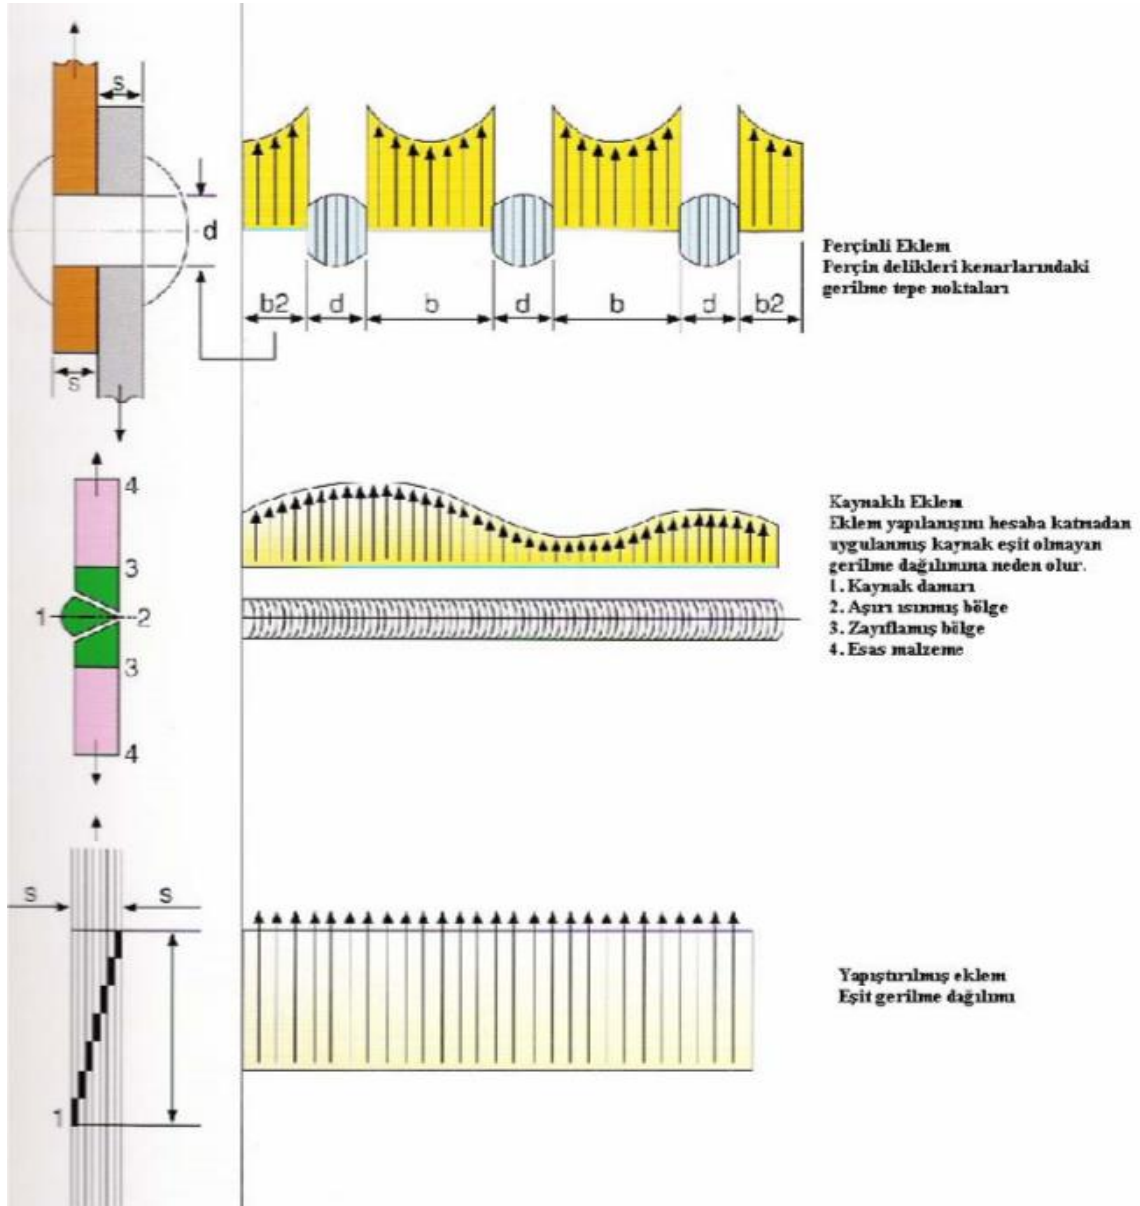 s
d
b2
d
b
d
b
d
b2
s
Perçinli Eklem
Perçin delikleri kenarlarındaki
gerilme tepe noktaları
4
3
1
2
3
4
Kaynaklı Eklem
Eklem yapılanışını hesaba katmadan
uygulanmış kaynak eşit olmayan
gerilme dağılımına neden olur.
1. Kaynak damarı
2. Aşırı ısınmış bölge
3. Zayıflamış bölge
4. Esas malzeme
s
s
1
Yapıştırılmış eklem
Eşit gerilme dağılımı